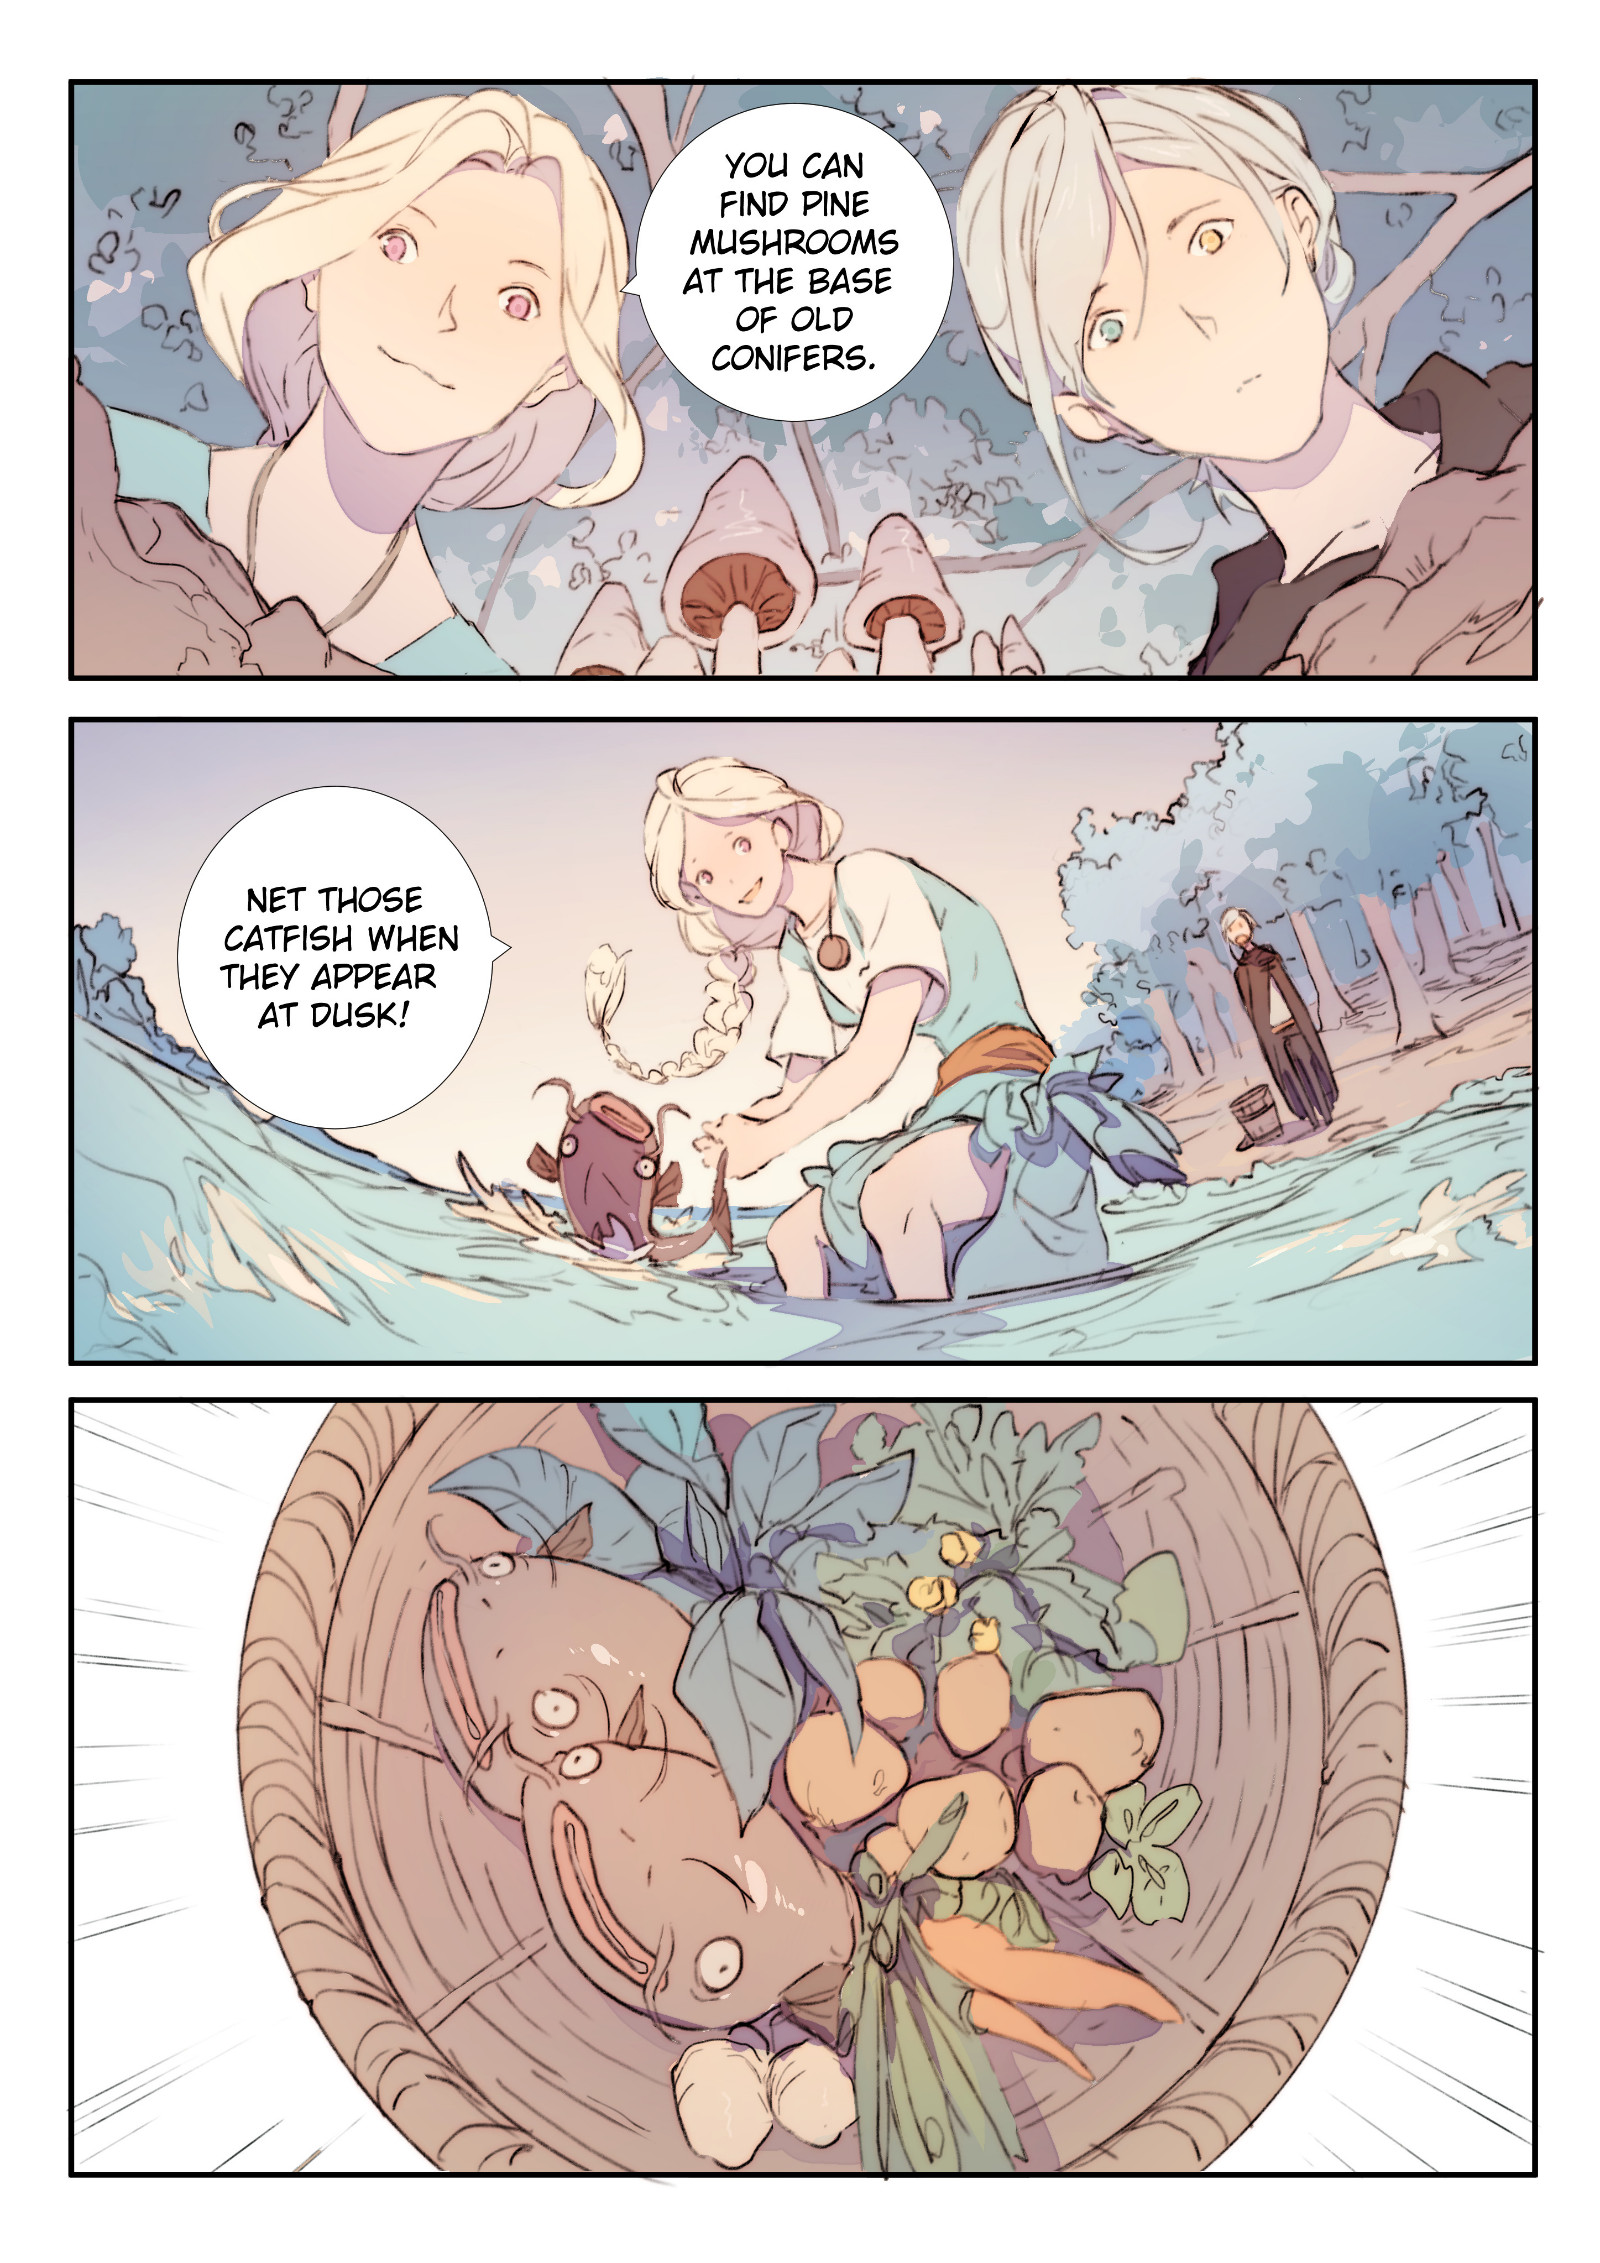 YOU CAN
FIND PINE
MUSHROOMS
AT THE BASE
OF OLD
CONIFERS.
NET THOSE
CATFISH WHEN
THEY APPEAR
AT DUSK!